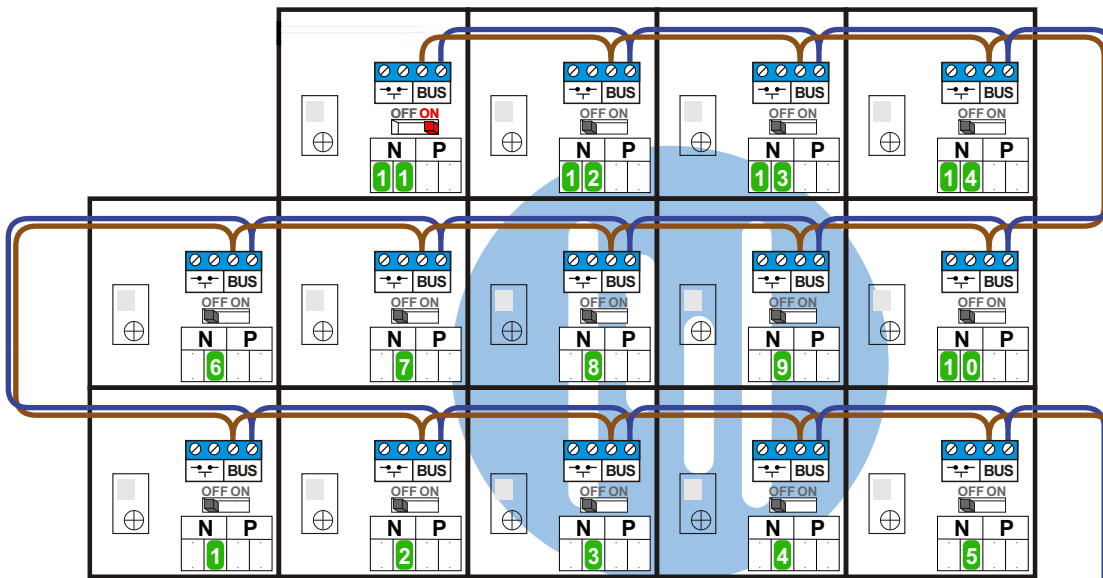 BUS BUS BUS BUS
OFF ON OFF ON OFF ON OFF ON
N P N P N P N P
11 12 13 14
BUS BUS BUS BUS BUS
OFF ON OFF ON OFF ON OFF ON OFF ON
N P N P N P N P N P
6 7 8 9 10
BUS BUS BUS BUS BUS
OFF ON OFF ON OFF ON OFF ON OFF ON
N P N P N P N P N P
1 2 3 4 5